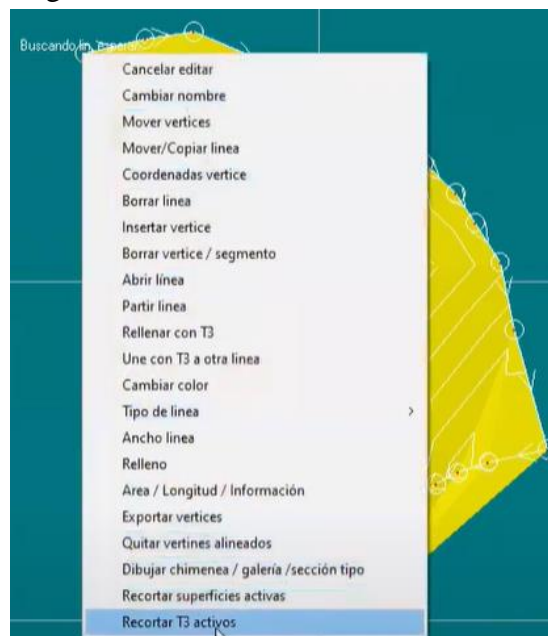 Buscando lin, espera
Cancelar editar
Cambiar nombre
Mover vertices
Mover/Copiar linea
Coordenadas vertice
Borrar linea
Insertar vertice
Borrar vertice / segmento
Abrir línea
Partir linea
Rellenar con T3
Une con T3 a otra linea
Cambiar color
Tipo de linea
Ancho linea
Relleno
Area / Longitud / Información
Exportar vertices
Quitar vertines alineados
Dibujar chimenea / galería /sección tipo
Recortar superficies activas
Recortar T3 activos